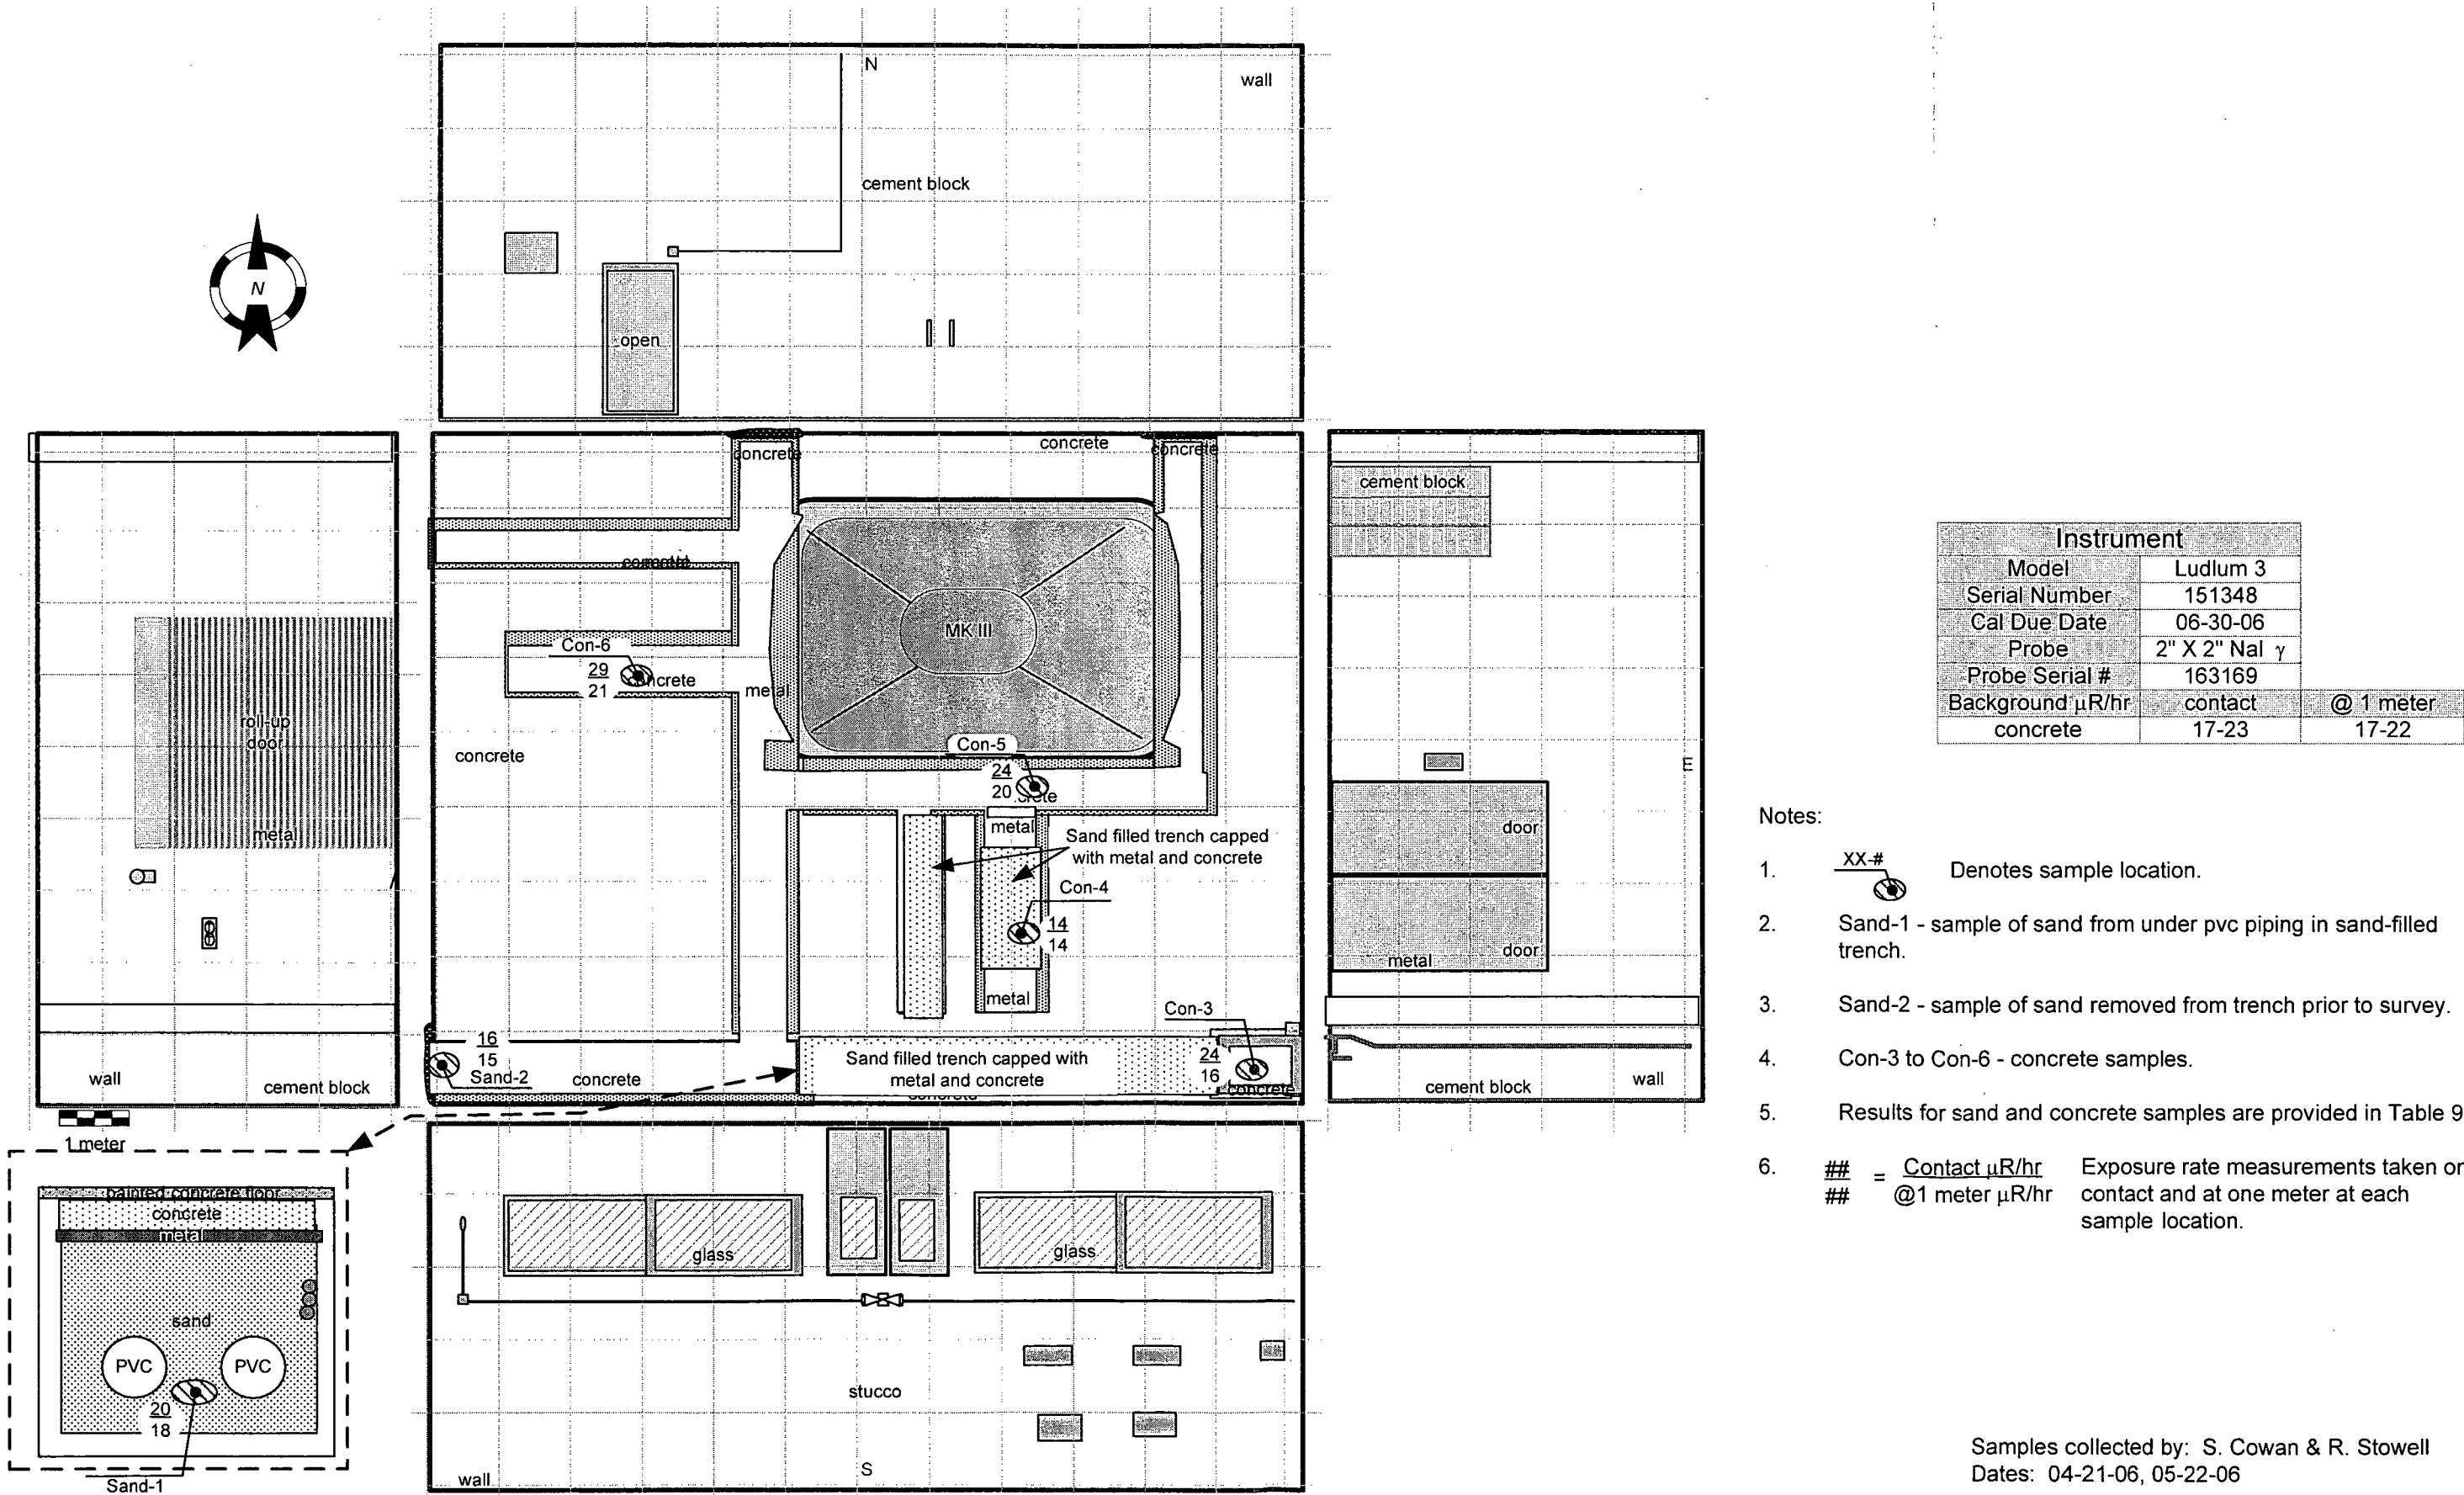 N
wall
cement block
open
N
concrete
concrete
concrete
concrete
MK III
metal
Con-6
29
21
concrete
concrete
Con-5
24
20
metal
Sand filled trench capped
with metal and concrete
Con-4
14
14
metal
Con-3
24
16
concrete
Sand filled trench capped with
metal and concrete
16
15
Sand-2
concrete
concrete
roll-up
door
metal
wall
cement block
1 meter
cement block
E
door
door
metal
cement block
wall
painted concrete floor
concrete
metal
sand
PVC
PVC
20
18
Sand-1
glass
glass
stucco
wall
S
Instrument
Model Ludlum 3
Serial Number 151348
Cal Due Date 06-30-06
Probe 2" X 2" NaI γ
Probe Serial # 163169
Background µR/hr contact @ 1 meter
concrete 17-23 17-22
Notes:
1. XX-# Denotes sample location.
2. Sand-1 - sample of sand from under pvc piping in sand-filled
trench.
3. Sand-2 - sample of sand removed from trench prior to survey.
4. Con-3 to Con-6 - concrete samples.
5. Results for sand and concrete samples are provided in Table 9
6. ## = Contact µR/hr Exposure rate measurements taken on
## @1 meter µR/hr contact and at one meter at each
sample location.
Samples collected by: S. Cowan & R. Stowell
Dates: 04-21-06, 05-22-06